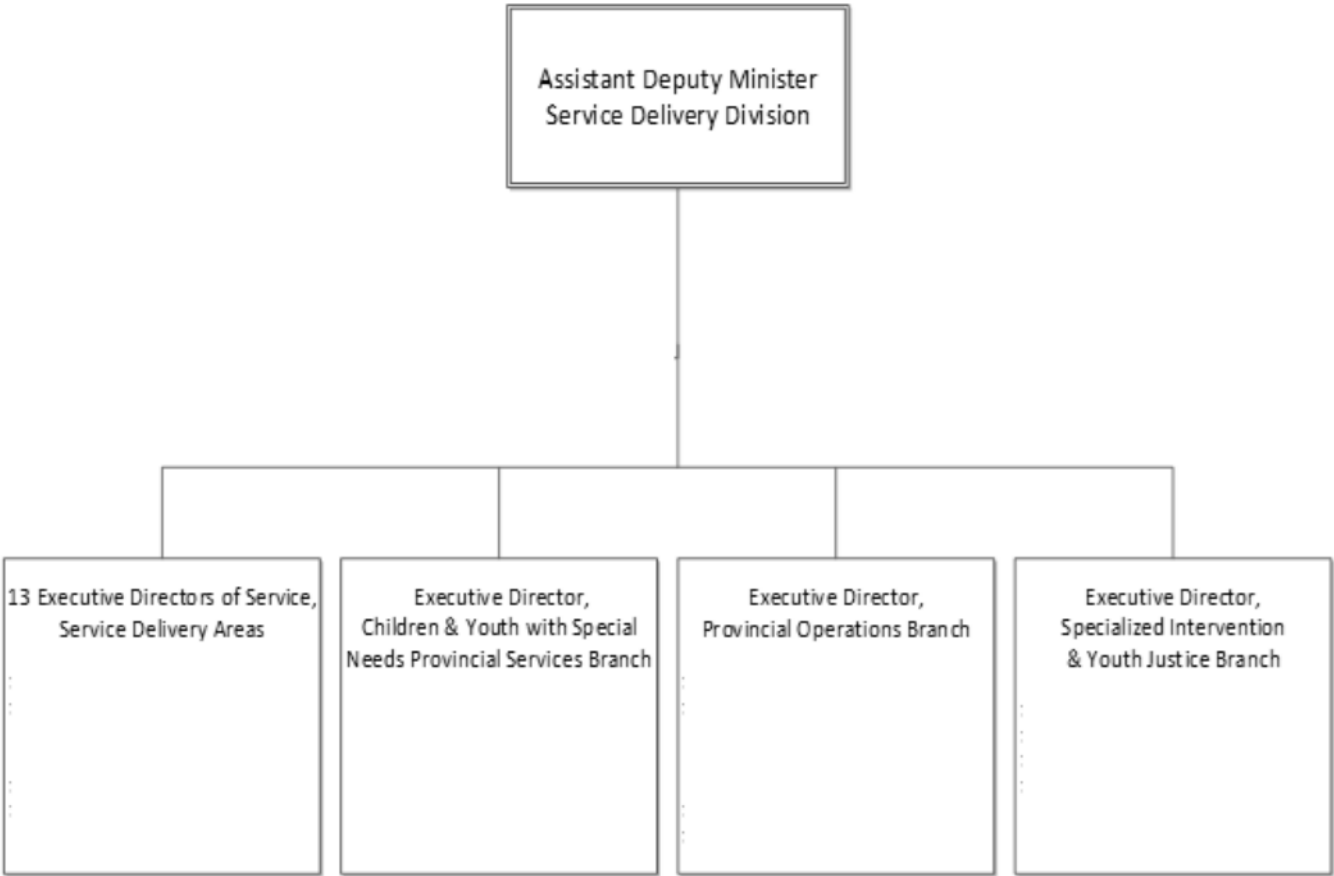 Assistant Deputy Minister
Service Delivery Division
13 Executive Directors of Service,
Service Delivery Areas
Executive Director,
Children & Youth with Special
Needs Provincial Services Branch
Executive Director,
Provincial Operations Branch
Executive Director,
Specialized Intervention
& Youth Justice Branch